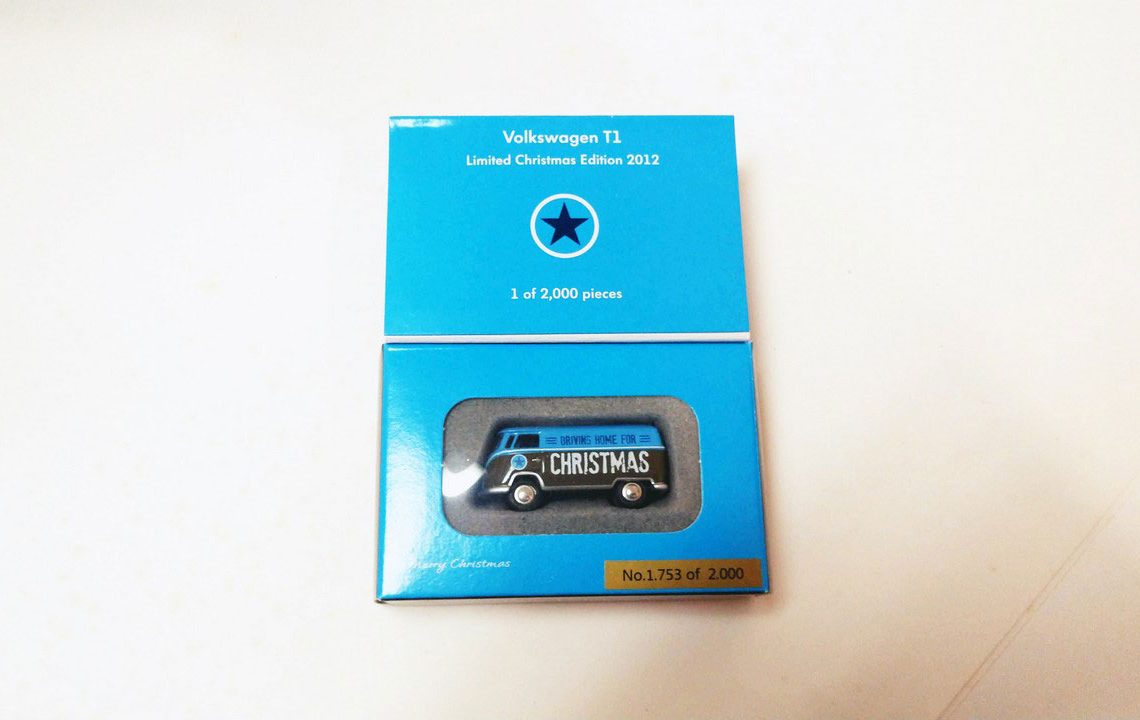 Volkswagen T1
Limited Christmas Edition 2012
1 of 2,000 pieces
DRIVING HOME FOR
CHRISTMAS
Merry Christmas
No.1.753 of 2.000